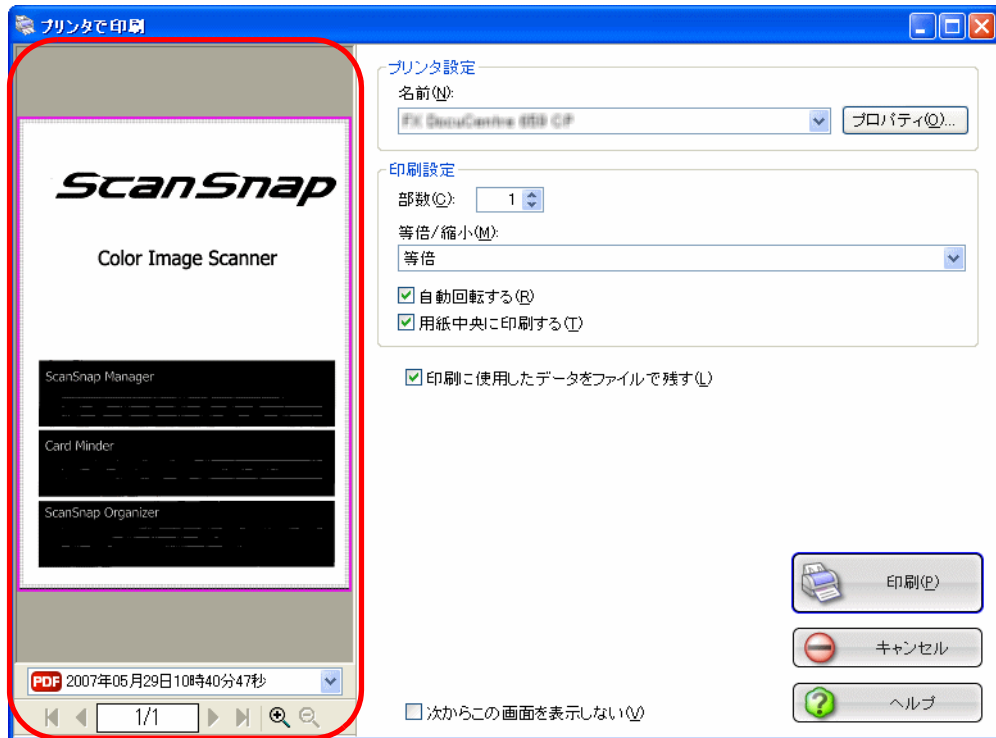 プリンタで印刷
ScanSnap
Color Image Scanner
ScanSnap Manager
Card Minder
ScanSnap Organizer
PDF 2007年05月29日10時40分47秒
1/1
プリンタ設定
名前(N):
プロパティ(O)...
印刷設定
部数(C): 1
等倍/縮小(M):
等倍
自動回転する(R)
用紙中央に印刷する(T)
印刷に使用したデータをファイルで残す(L)
印刷(P)
キャンセル
ヘルプ
次からこの画面を表示しない(V)